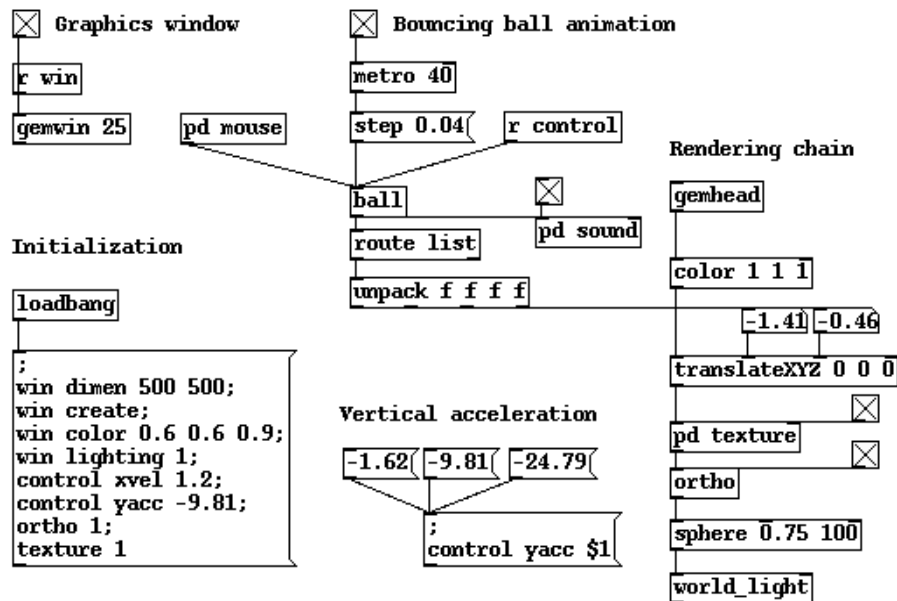 Graphics window
r win
gemwin 25
pd mouse
Bouncing ball animation
metro 40
step 0.04
r control
ball
pd sound
route list
unpack f f f f
Initialization
loadbang
;
win dimen 500 500;
win create;
win color 0.6 0.6 0.9;
win lighting 1;
control xvel 1.2;
control yacc -9.81;
ortho 1;
texture 1
Vertical acceleration
-1.62
-9.81
-24.79
;
control yacc $1
Rendering chain
gemhead
color 1 1 1
-1.41
-0.46
translateXYZ 0 0 0
pd texture
ortho
sphere 0.75 100
world_light